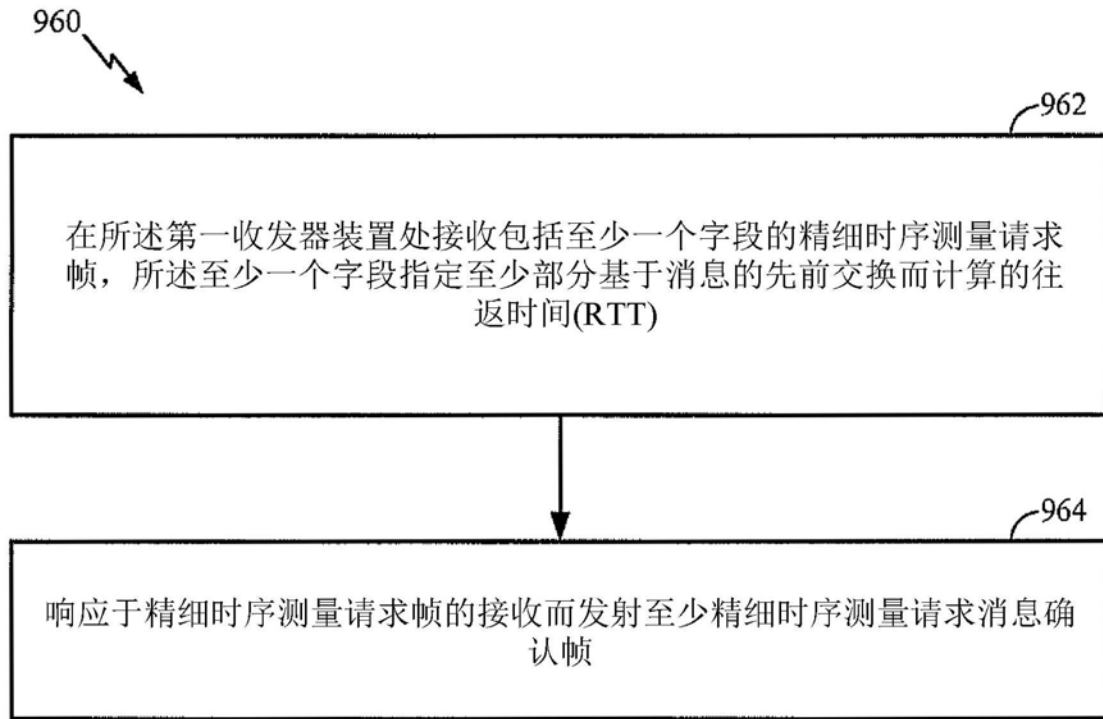 960
962
在所述第一收发器装置处接收包括至少一个字段的精细时序测量请求
帧，所述至少一个字段指定至少部分基于消息的先前交换而计算的往
返时间(RTT)
964
响应于精细时序测量请求帧的接收而发射至少精细时序测量请求消息确
认帧